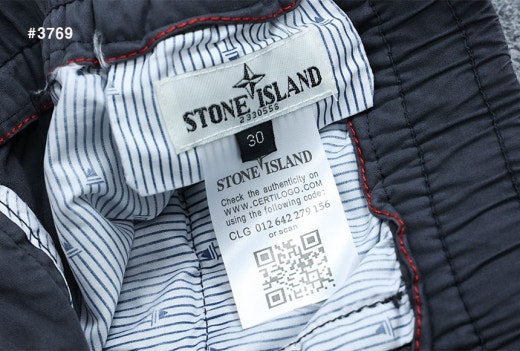 #3769
STONE ISLAND
2330556
30
STONE ISLAND
Check the authenticity on
WWW.CERTILOGO.COM
using the following code:
CLG 012 642 279 156
or scan